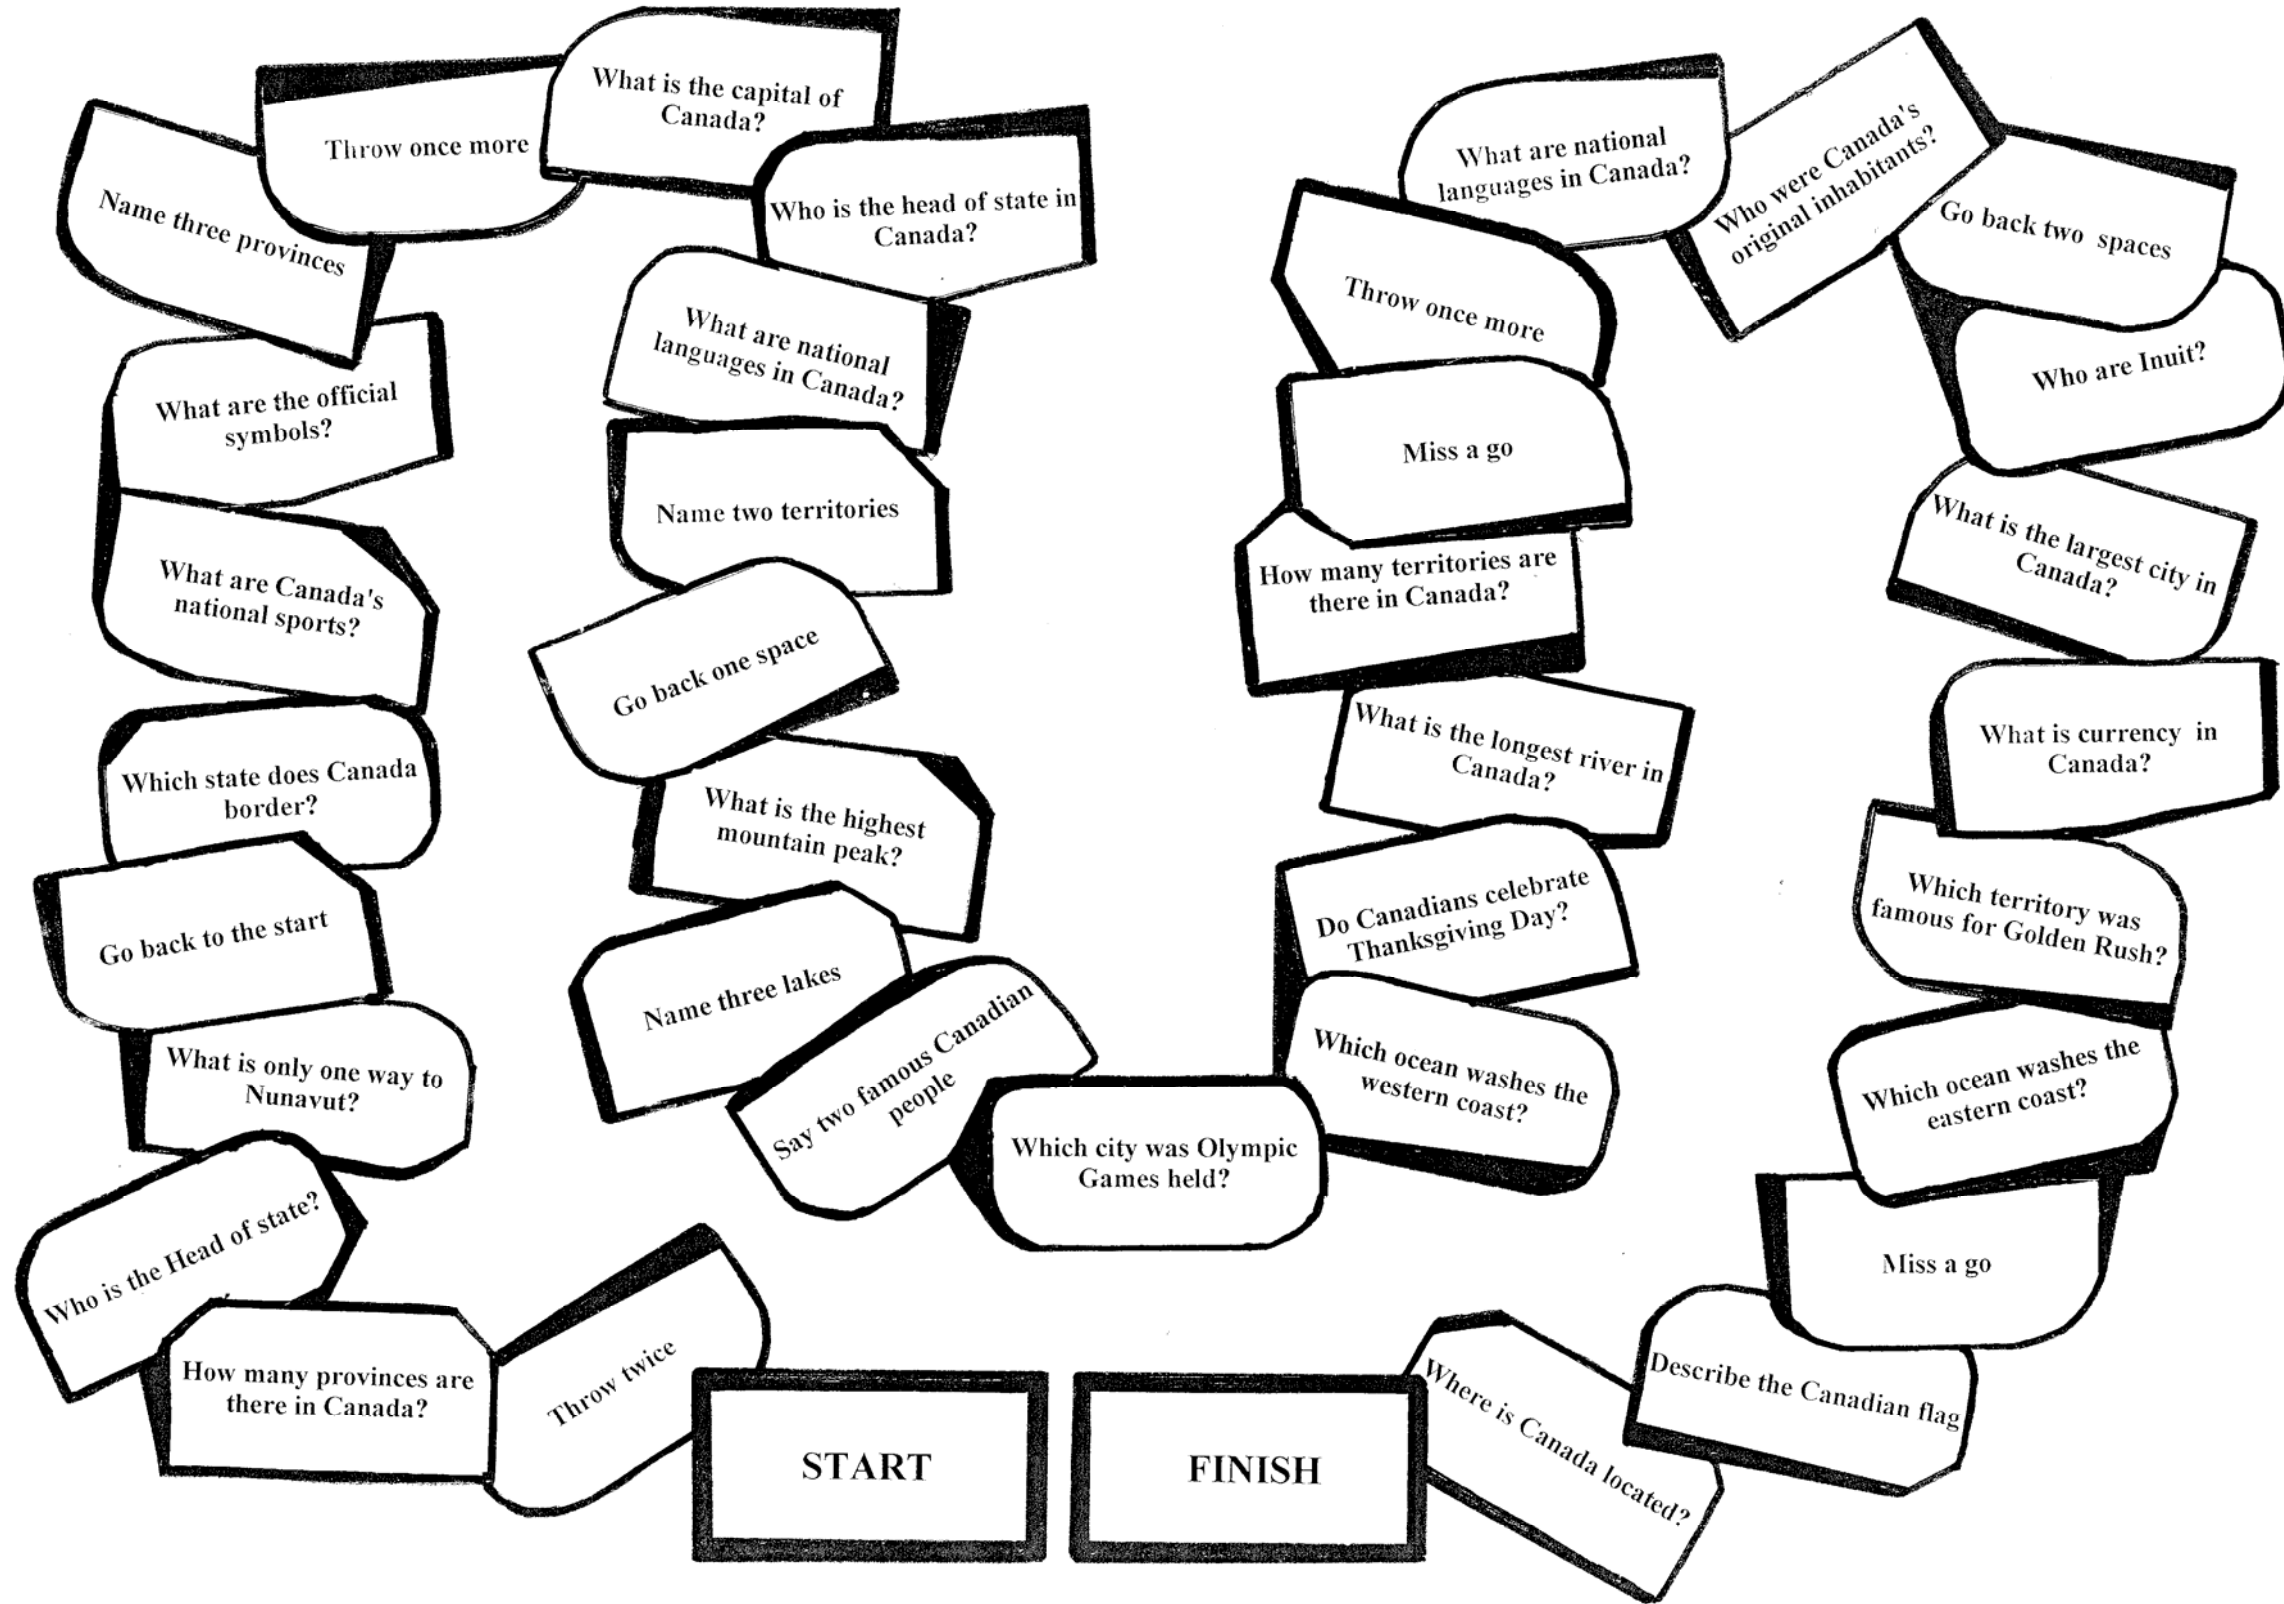 START
Throw twice
How many provinces are
there in Canada?
Who is the Head of state?
What is only one way to
Nunavut?
Go back to the start
Which state does Canada
border?
What are Canada's
national sports?
What are the official
symbols?
Name three provinces
Throw once more
What is the capital of
Canada?
Who is the head of state in
Canada?
What are national
languages in Canada?
Name two territories
Go back one space
What is the highest
mountain peak?
Name three lakes
Say two famous Canadian
people
Which city was Olympic
Games held?
Which ocean washes the
western coast?
Do Canadians celebrate
Thanksgiving Day?
What is the longest river in
Canada?
How many territories are
there in Canada?
Miss a go
Throw once more
What are national
languages in Canada?
Who were Canada's
original inhabitants?
Go back two spaces
Who are Inuit?
What is the largest city in
Canada?
What is currency in
Canada?
Which territory was
famous for Golden Rush?
Which ocean washes the
eastern coast?
Miss a go
Describe the Canadian flag
Where is Canada located?
FINISH